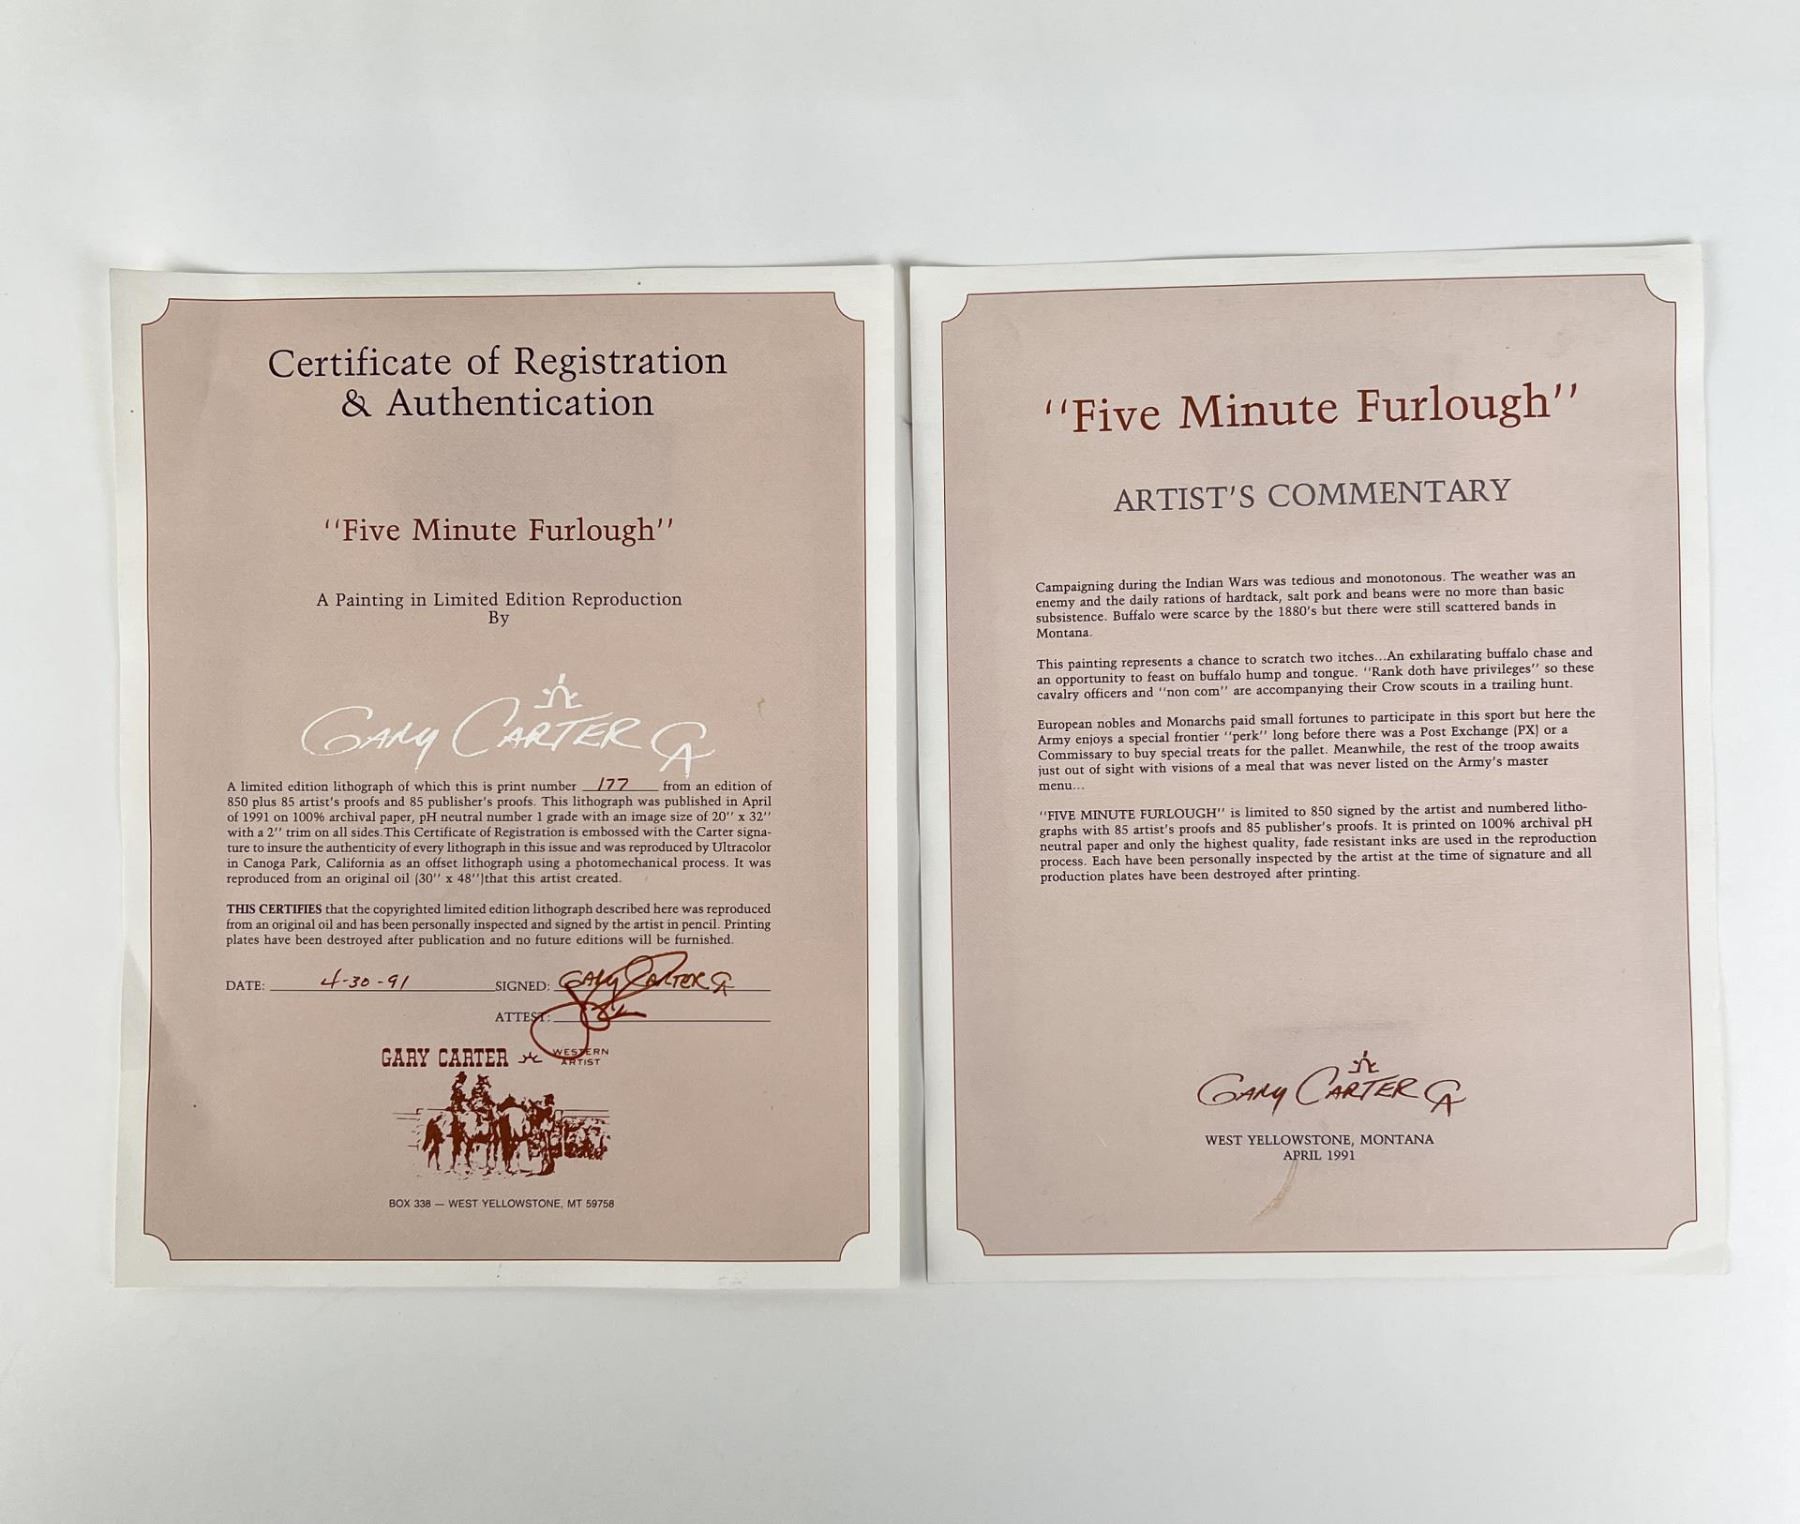 Certificate of Registration
& Authentication
''Five Minute Furlough''
A Painting in Limited Edition Reproduction
By
GARY CARTER CA
A limited edition lithograph of which this is print number 177 from an edition of
850 plus 85 artist's proofs and 85 publisher's proofs. This lithograph was published in April
of 1991 on 100% archival paper, pH neutral number 1 grade with an image size of 20'' x 32''
with a 2'' trim on all sides.This Certificate of Registration is embossed with the Carter signa-
ture to insure the authenticity of every lithograph in this issue and was reproduced by Ultracolor
in Canoga Park, California as an offset lithograph using a photomechanical process. It was
reproduced from an original oil (30'' x 48'')that this artist created.
THIS CERTIFIES that the copyrighted limited edition lithograph described here was reproduced
from an original oil and has been personally inspected and signed by the artist in pencil. Printing
plates have been destroyed after publication and no future editions will be furnished.
DATE: 4-30-91 SIGNED: GARY CARTER CA
ATTEST:
GARY CARTER WESTERN
ARTIST
BOX 338 — WEST YELLOWSTONE, MT 59758
''Five Minute Furlough''
ARTIST'S COMMENTARY
Campaigning during the Indian Wars was tedious and monotonous. The weather was an
enemy and the daily rations of hardtack, salt pork and beans were no more than basic
subsistence. Buffalo were scarce by the 1880's but there were still scattered bands in
Montana.
This painting represents a chance to scratch two itches...An exhilarating buffalo chase and
an opportunity to feast on buffalo hump and tongue. ''Rank doth have privileges'' so these
cavalry officers and ''non com'' are accompanying their Crow scouts in a trailing hunt.
European nobles and Monarchs paid small fortunes to participate in this sport but here the
Army enjoys a special frontier ''perk'' long before there was a Post Exchange (PX) or a
Commissary to buy special treats for the pallet. Meanwhile, the rest of the troop awaits
just out of sight with visions of a meal that was never listed on the Army's master
menu...
''FIVE MINUTE FURLOUGH'' is limited to 850 signed by the artist and numbered litho-
graphs with 85 artist's proofs and 85 publisher's proofs. It is printed on 100% archival pH
neutral paper and only the highest quality, fade resistant inks are used in the reproduction
process. Each have been personally inspected by the artist at the time of signature and all
production plates have been destroyed after printing.
GARY CARTER CA
WEST YELLOWSTONE, MONTANA
APRIL 1991